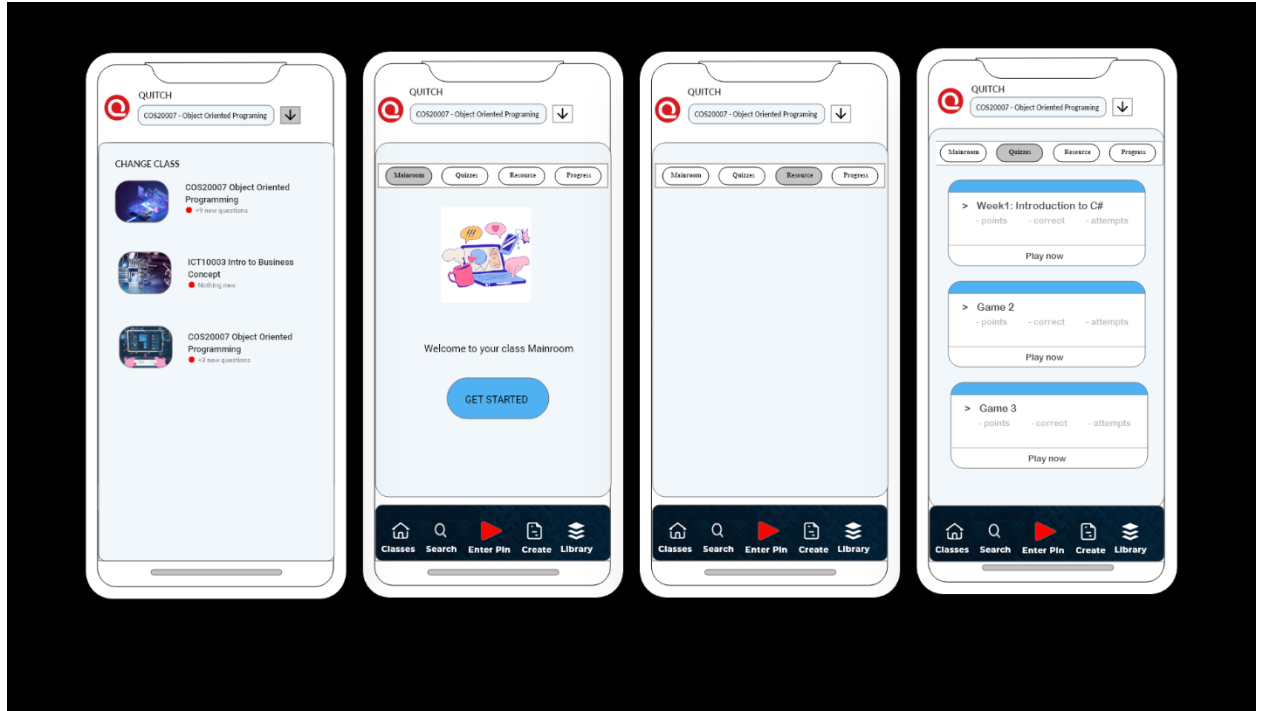 QUITCH
COS20007 - Object Oriented Programing
CHANGE CLASS
COS20007 Object Oriented
Programming
+9 new questions
ICT10003 Intro to Business
Concept
Nothing new
COS20007 Object Oriented
Programming
+3 new questions
QUITCH
COS20007 - Object Oriented Programing
Mainroom Quizzes Resource Progress
Welcome to your class Mainroom
GET STARTED
Classes Search Enter Pin Create Library
QUITCH
COS20007 - Object Oriented Programing
Mainroom Quizzes Resource Progress
Classes Search Enter Pin Create Library
QUITCH
COS20007 - Object Oriented Programing
Mainroom Quizzes Resource Progress
> Week1: Introduction to C#
- points - correct - attempts
Play now
> Game 2
- points - correct - attempts
Play now
> Game 3
- points - correct - attempts
Play now
Classes Search Enter Pin Create Library